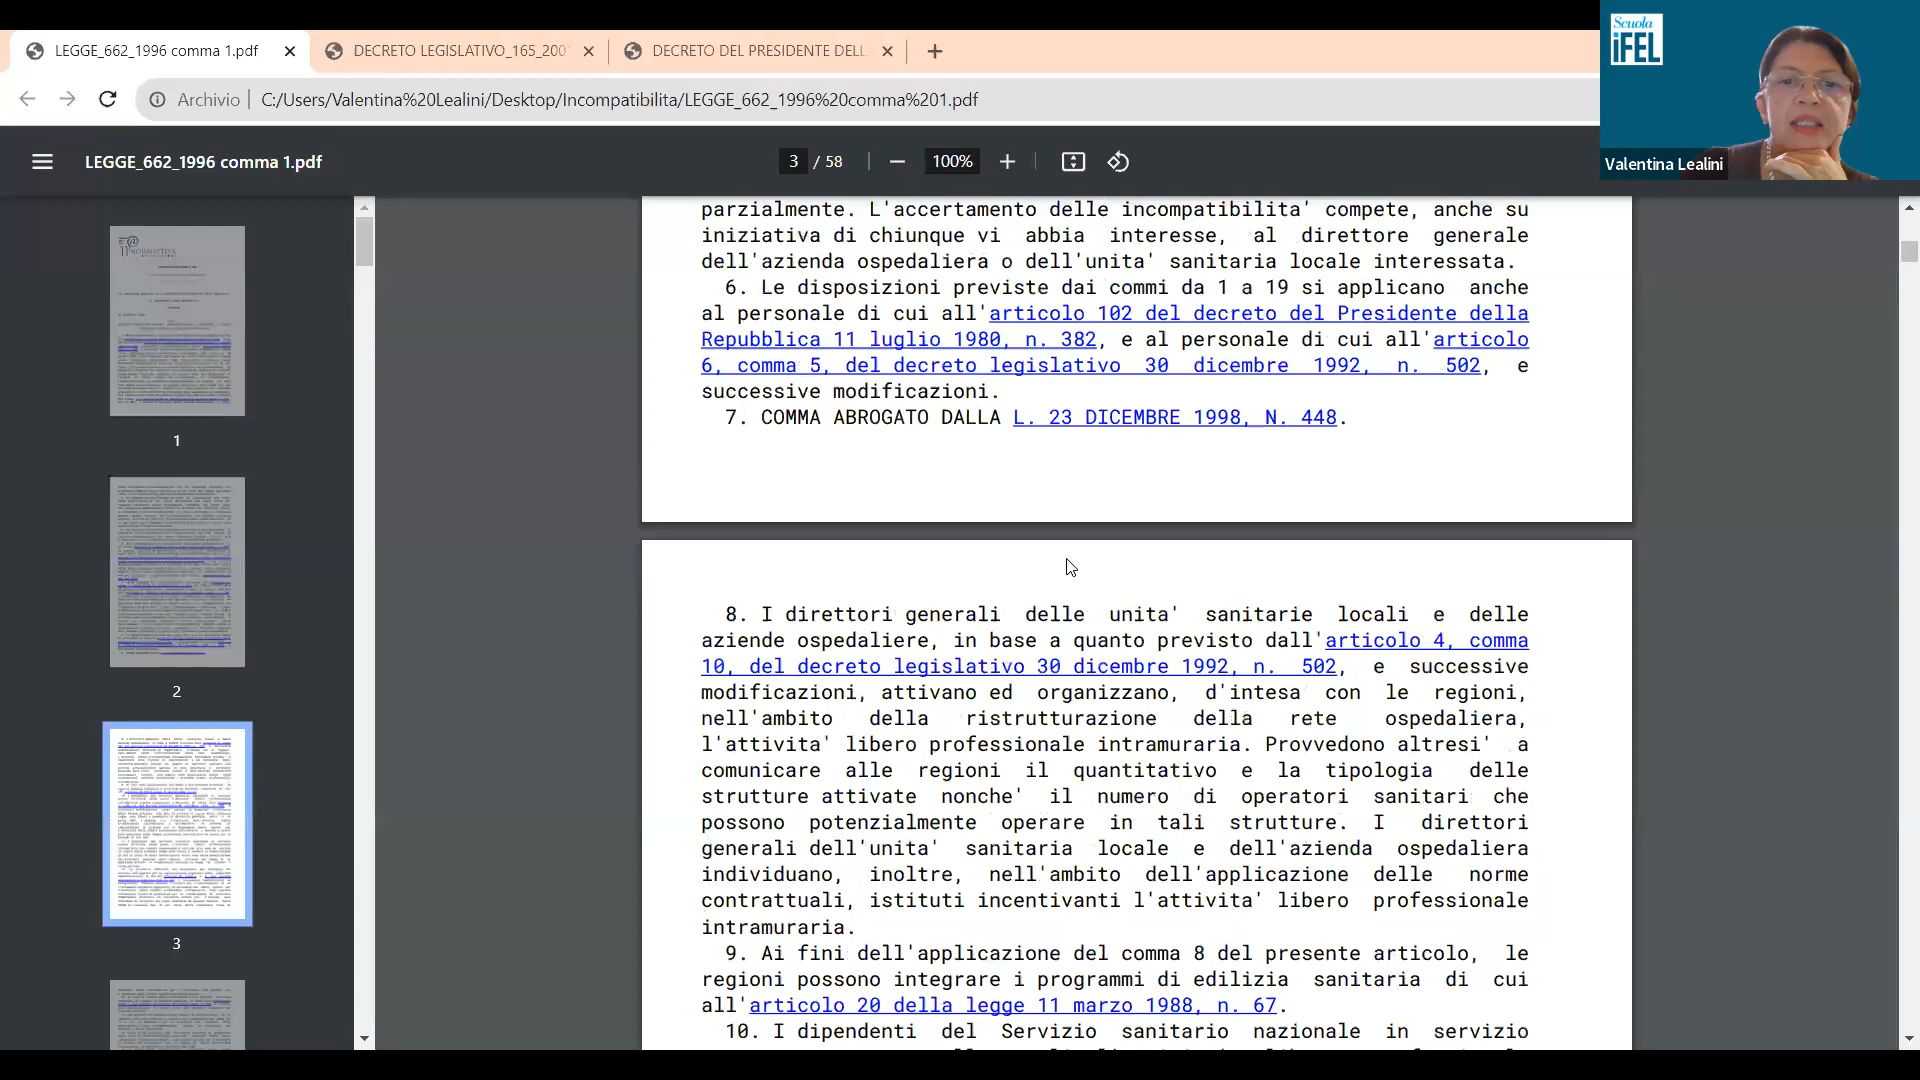 LEGGE_662_1996 comma 1.pdf
DECRETO LEGISLATIVO_165_200
DECRETO DEL PRESIDENTE DELL
Archivio
C:/Users/Valentina%20Lealini/Desktop/Incompatibilita/LEGGE_662_1996%20comma%201.pdf
Scuola
iFEL
Valentina Lealini
LEGGE_662_1996 comma 1.pdf
3 / 58
100%
1
2
3
parzialmente. L'accertamento delle incompatibilita' compete, anche su
iniziativa di chiunque vi abbia interesse, al direttore generale
dell'azienda ospedaliera o dell'unita' sanitaria locale interessata.
6. Le disposizioni previste dai commi da 1 a 19 si applicano anche
al personale di cui all'articolo 102 del decreto del Presidente della
Repubblica 11 luglio 1980, n. 382, e al personale di cui all'articolo
6, comma 5, del decreto legislativo 30 dicembre 1992, n. 502, e
successive modificazioni.
7. COMMA ABROGATO DALLA L. 23 DICEMBRE 1998, N. 448.
8. I direttori generali delle unita' sanitarie locali e delle
aziende ospedaliere, in base a quanto previsto dall'articolo 4, comma
10, del decreto legislativo 30 dicembre 1992, n. 502, e successive
modificazioni, attivano ed organizzano, d'intesa con le regioni,
nell'ambito della ristrutturazione della rete ospedaliera,
l'attivita' libero professionale intramuraria. Provvedono altresi' a
comunicare alle regioni il quantitativo e la tipologia delle
strutture attivate nonche' il numero di operatori sanitari che
possono potenzialmente operare in tali strutture. I direttori
generali dell'unita' sanitaria locale e dell'azienda ospedaliera
individuano, inoltre, nell'ambito dell'applicazione delle norme
contrattuali, istituti incentivanti l'attivita' libero professionale
intramuraria.
9. Ai fini dell'applicazione del comma 8 del presente articolo, le
regioni possono integrare i programmi di edilizia sanitaria di cui
all'articolo 20 della legge 11 marzo 1988, n. 67.
10. I dipendenti del Servizio sanitario nazionale in servizio